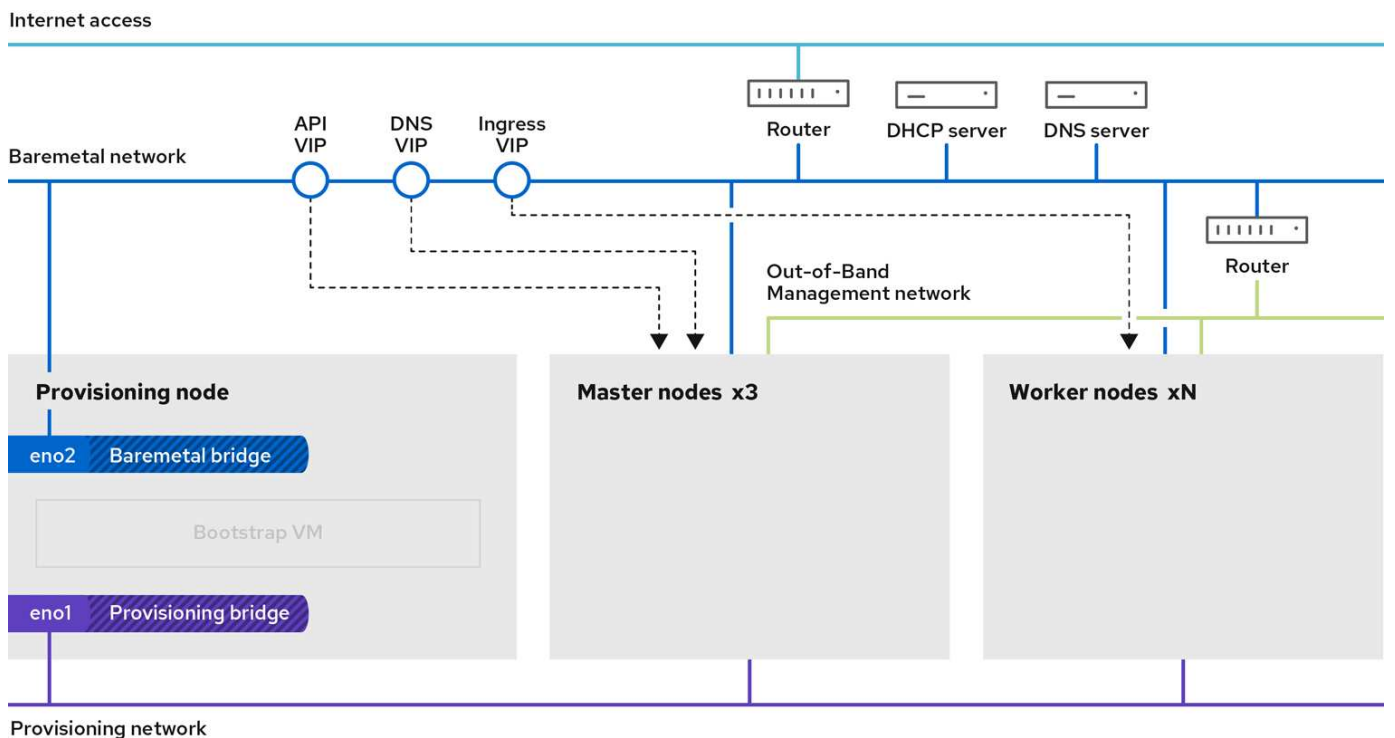 Internet access
API
VIP
DNS
VIP
Ingress
VIP
Router
DHCP server
DNS server
Baremetal network
Router
Out-of-Band
Management network
Provisioning node
Master nodes x3
Worker nodes xN
eno2
Baremetal bridge
Bootstrap VM
eno1
Provisioning bridge
Provisioning network